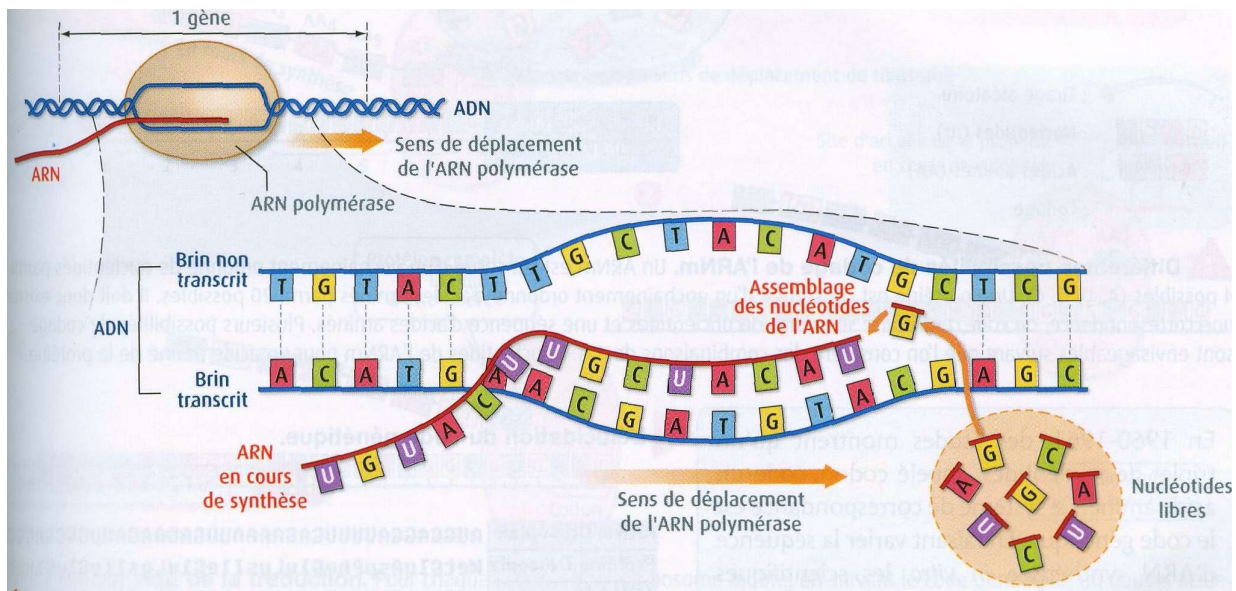 1 gène
ADN
ARN
Sens de déplacement
de l'ARN polymérase
ARN polymérase
Brin non
transcrit
T G T A C T T G C T A C A T G C T C G
Assemblage
des nucléotides
de l'ARN
G
ADN
U G U A C U U G C U A C A U
Brin
transcrit
A C A T G A A C G A T G T A C G A G C
ARN
en cours
de synthèse
Sens de déplacement
de l'ARN polymérase
G C
A G A
U U
C
Nucléotides
libres